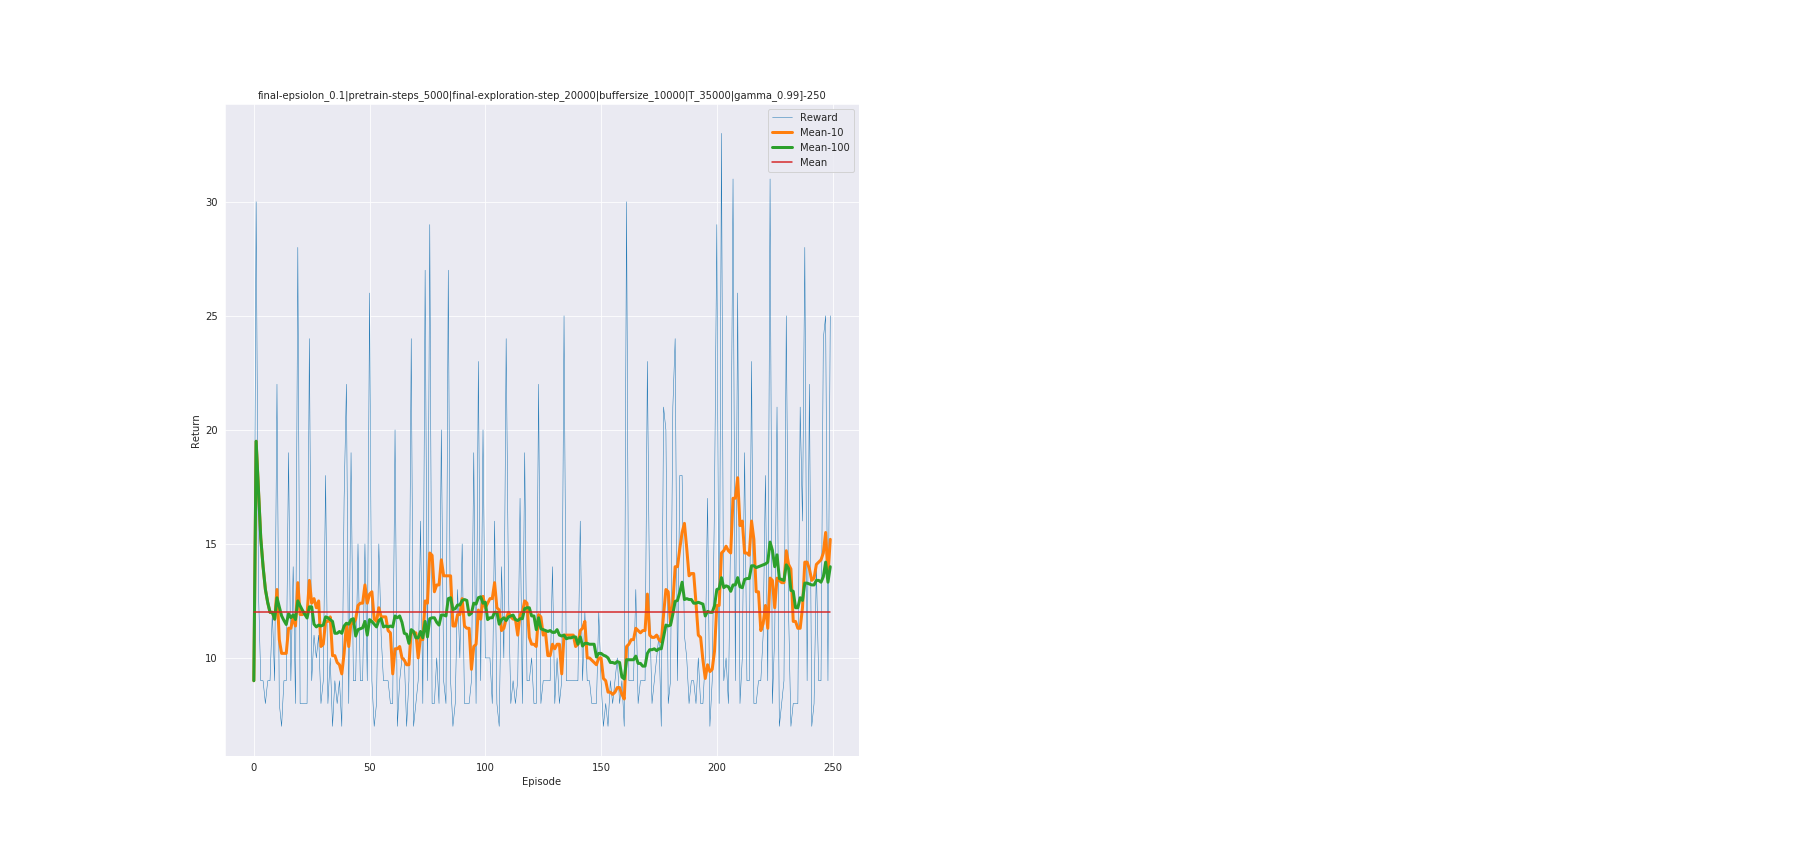 final-epsiolon_0.1|pretrain-steps_5000|final-exploration-step_20000|buffersize_10000|T_35000|gamma_0.99]-250
Reward
Mean-10
Mean-100
Mean
30
25
20
15
10
Return
0 50 100 150 200 250
Episode